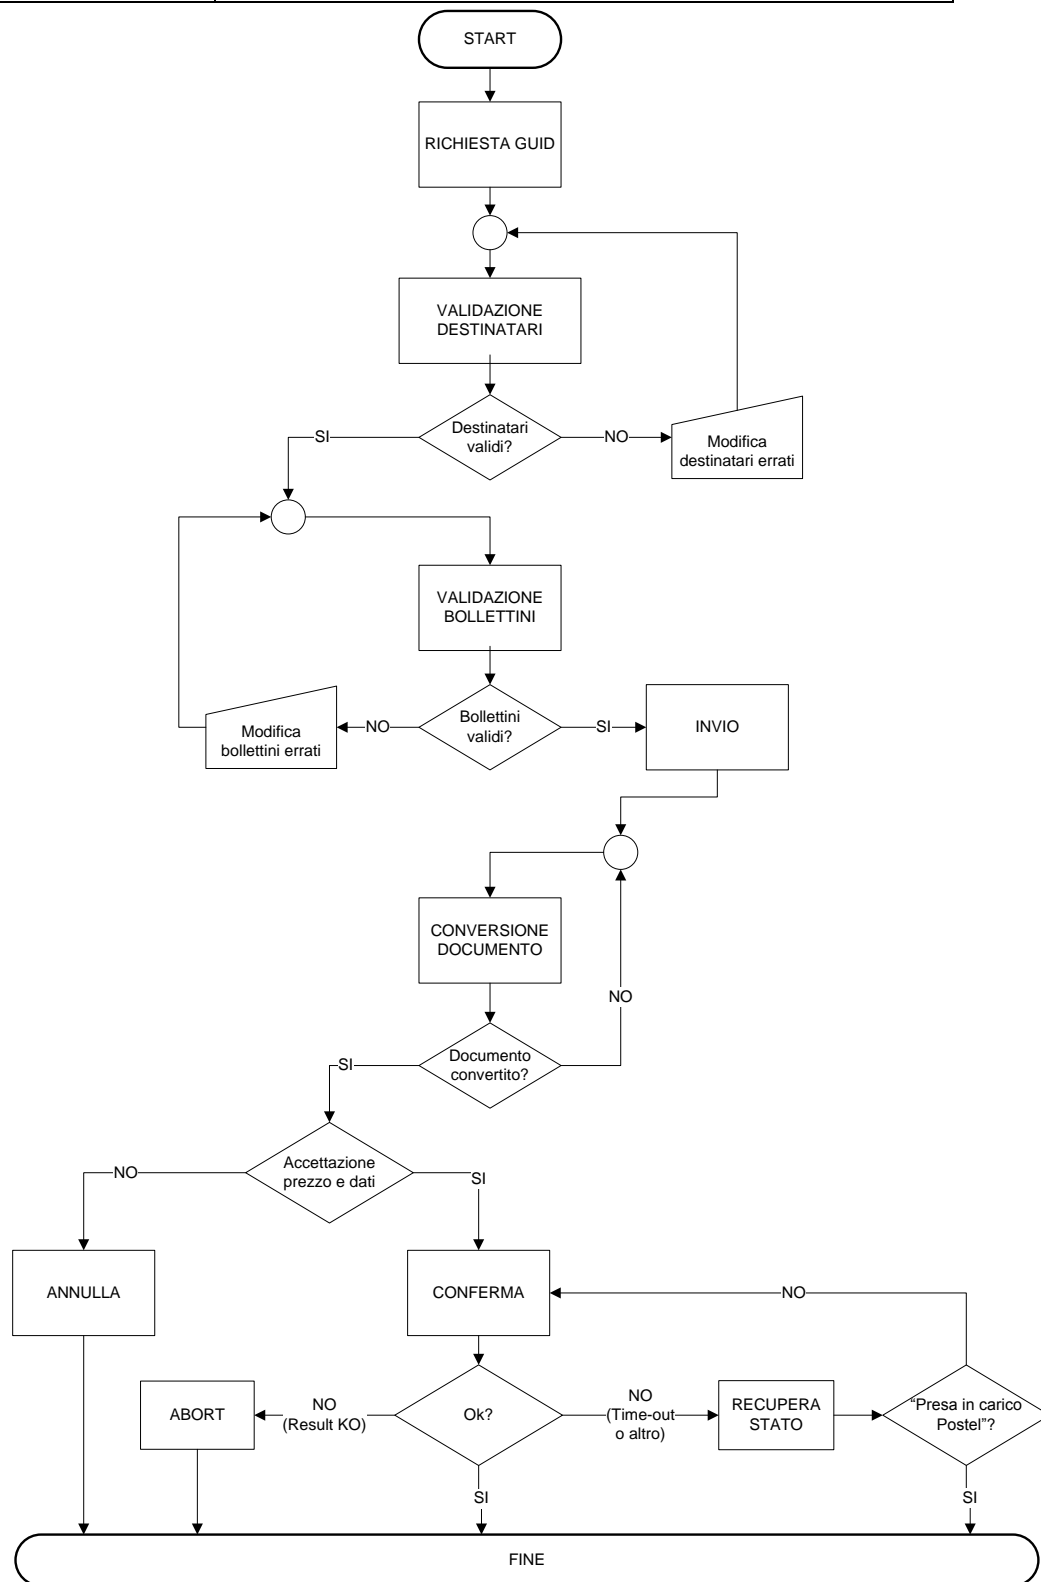 START
RICHIESTA GUID
VALIDAZIONE
DESTINATARI
Destinatari
validi?
SI
NO
Modifica
destinatari errati
VALIDAZIONE
BOLLETTINI
Modifica
bollettini errati
NO
Bollettini
validi?
SI
INVIO
CONVERSIONE
DOCUMENTO
NO
Documento
convertito?
SI
Accettazione
prezzo e dati
NO
SI
ANNULLA
CONFERMA
NO
ABORT
NO
(Result KO)
Ok?
NO
(Time-out
o altro)
RECUPERA
STATO
“Presa in carico
Postel”?
SI
SI
FINE